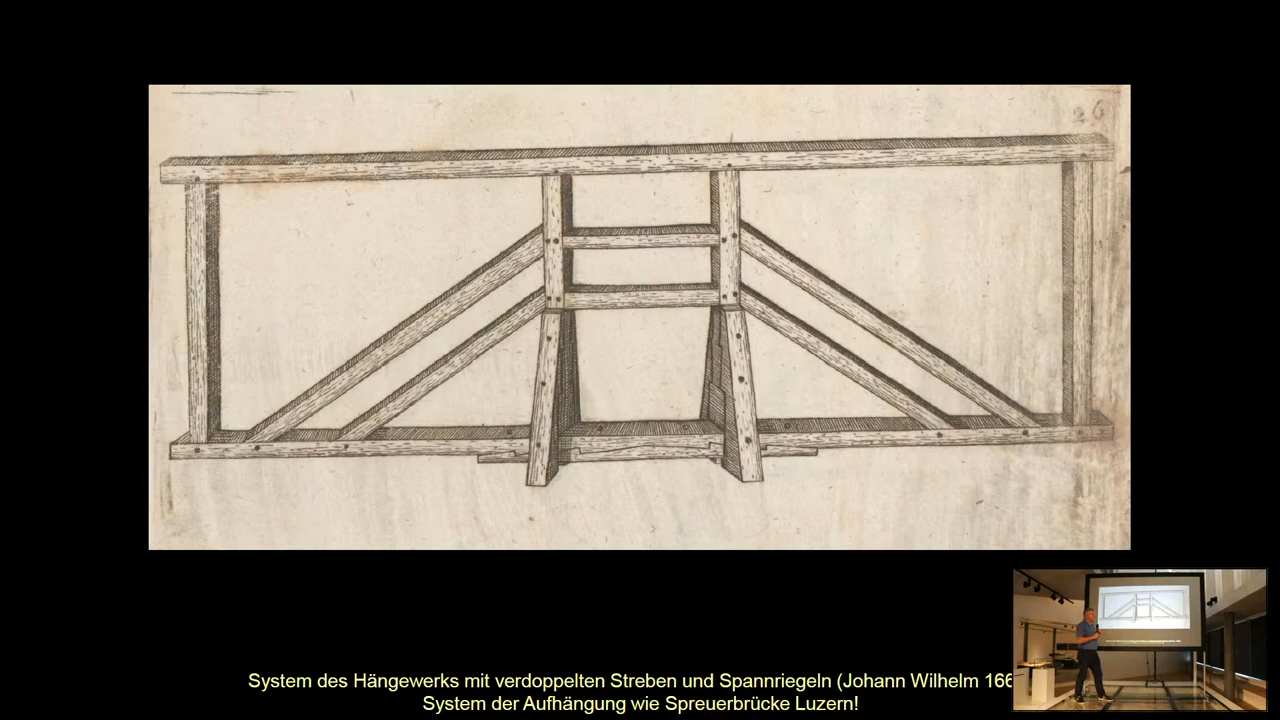 26
System des Hängewerks mit verdoppelten Streben und Spannriegeln (Johann Wilhelm 166
System der Aufhängung wie Spreuerbrücke Luzern!